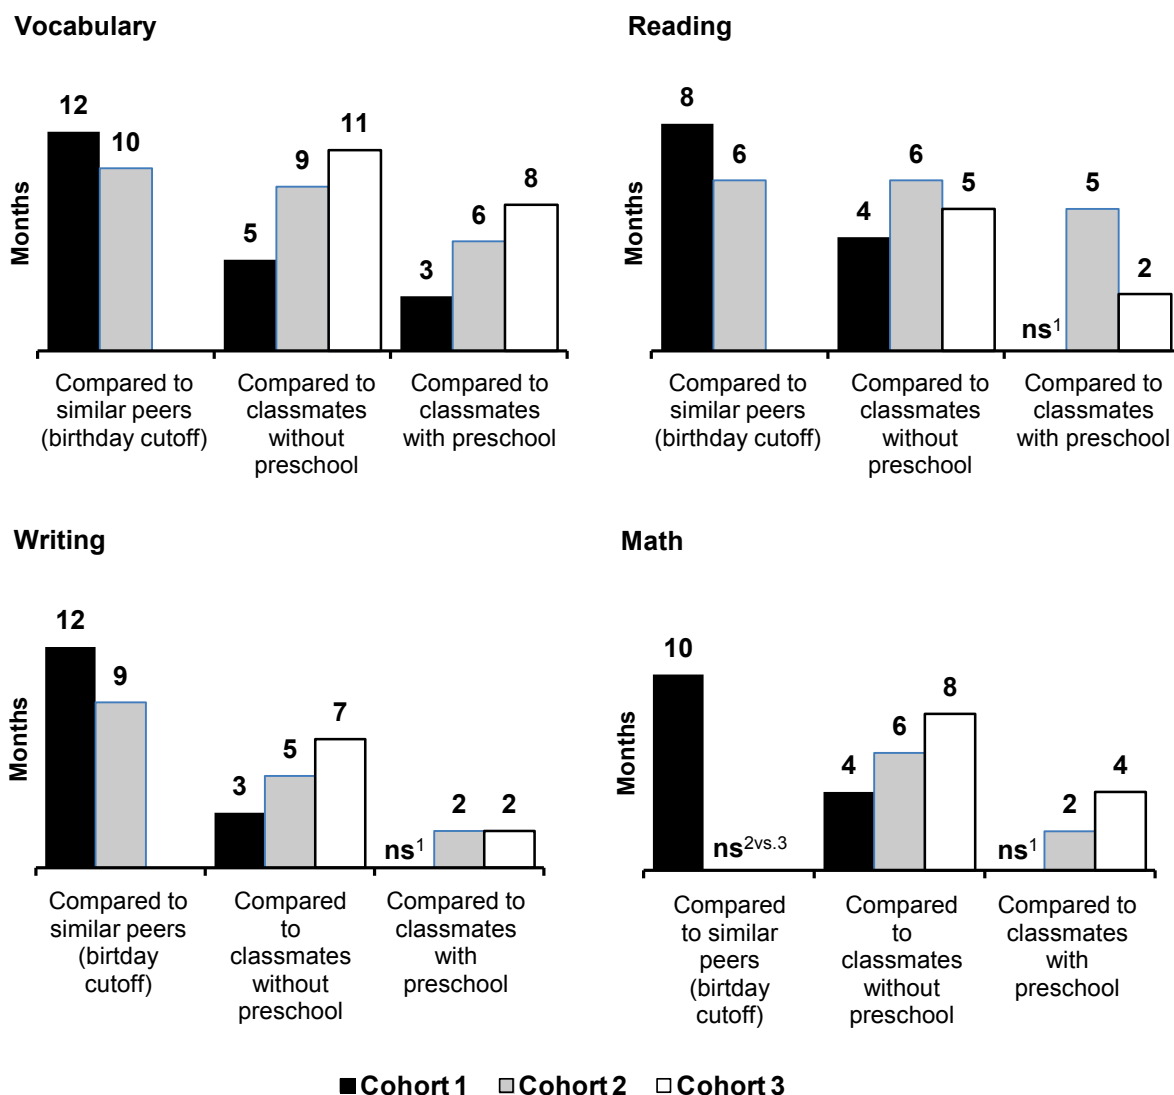 Vocabulary
12
10
5
9
11
3
6
8
Months
Compared to
similar peers
(birthday cutoff)
Compared to
classmates
without
preschool
Compared to
classmates
with preschool
Reading
8
6
4
6
5
ns1
5
2
Months
Compared to
similar peers
(birthday cutoff)
Compared to
classmates
without
preschool
Compared to
classmates
with preschool
Writing
12
9
3
5
7
ns1
2
2
Months
Compared to
similar peers
(birtday
cutoff)
Compared
to
classmates
without
preschool
Compared to
classmates
with
preschool
Math
10
ns2vs.3
4
6
8
ns1
2
4
Months
Compared
to similar
peers
(birtday
cutoff)
Compared
to
classmates
without
preschool
Compared to
classmates
with
preschool
Cohort 1 Cohort 2 Cohort 3